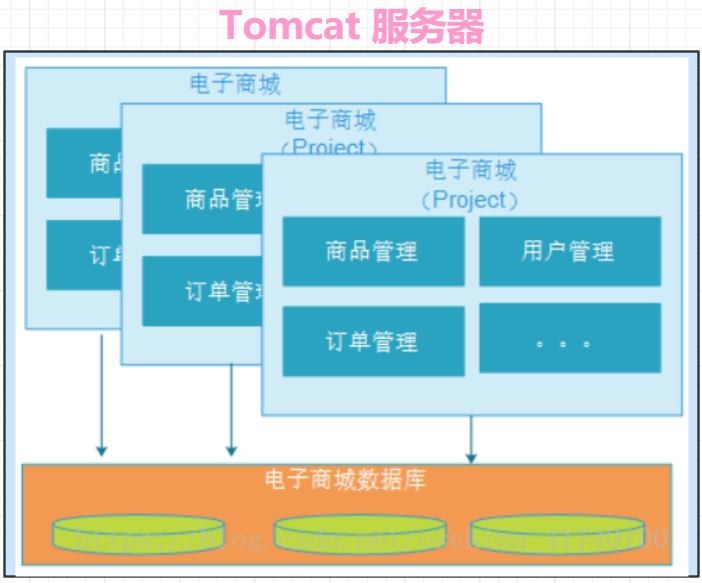 Tomcat 服务器
电子商城
商品
订单
电子商城
(Project)
商品管理
订单管理
电子商城
(Project)
商品管理
用户管理
订单管理
。。。
电子商城数据库